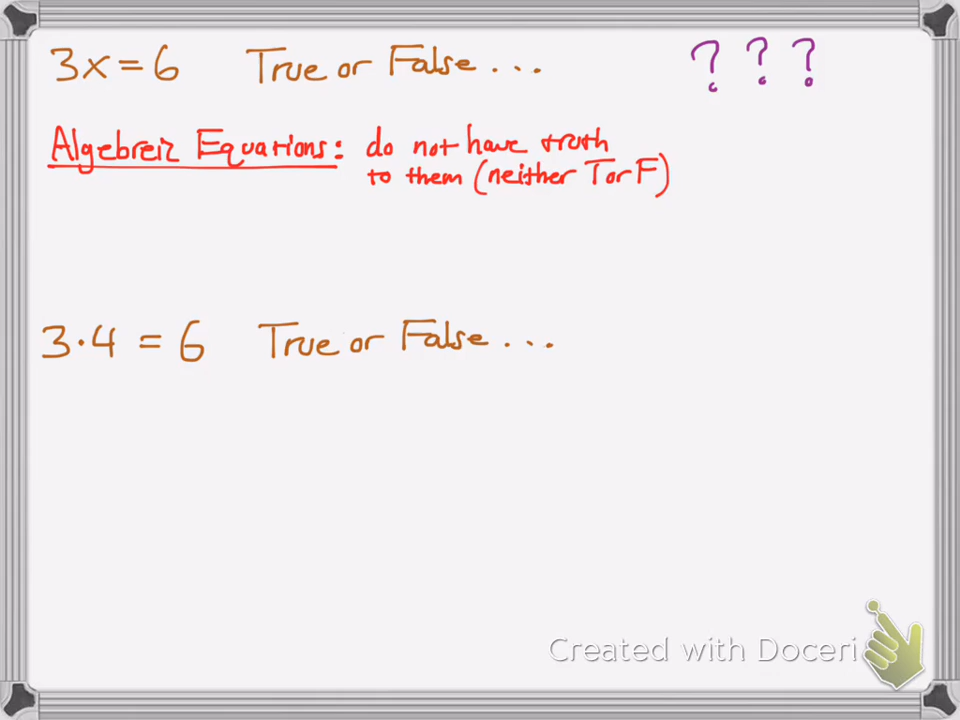 3x = 6 True or False... ? ? ?
Algebraic Equations: do not have truth
to them (neither T or F)
3·4 = 6 True or False...
Created with Doceri